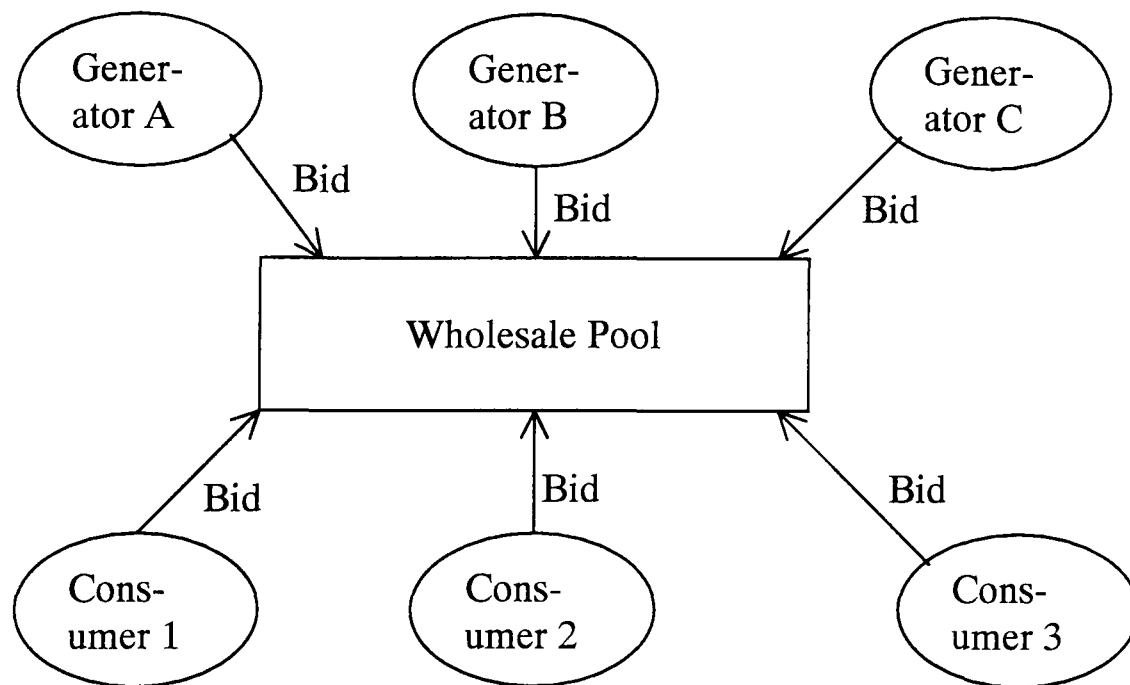 Gener-
ator A
Gener-
ator B
Gener-
ator C
Bid
Bid
Bid
Wholesale Pool
Bid
Bid
Bid
Cons-
umer 1
Cons-
umer 2
Cons-
umer 3